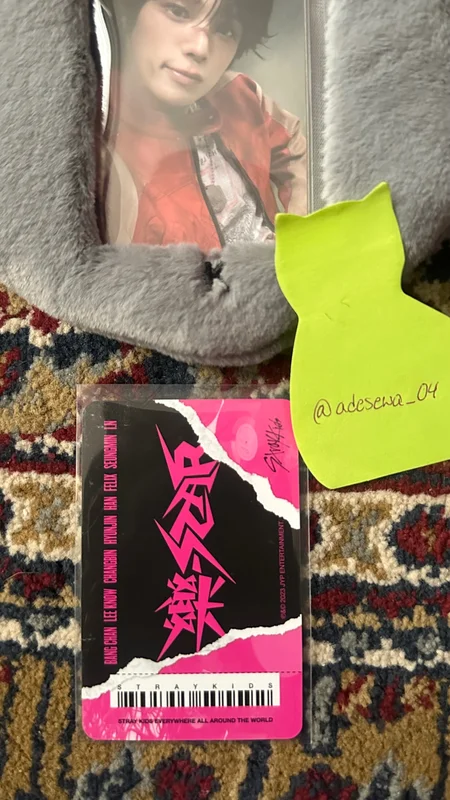 @adesewa_04
Stray Kids
BANG CHAN LEE KNOW CHANGBIN HYUNJIN HAN FELIX SEUNGMIN I.N
樂-STAR
©& 2023 JYP ENTERTAINMENT
STRAYKIDS
STRAY KIDS EVERYWHERE ALL AROUND THE WORLD